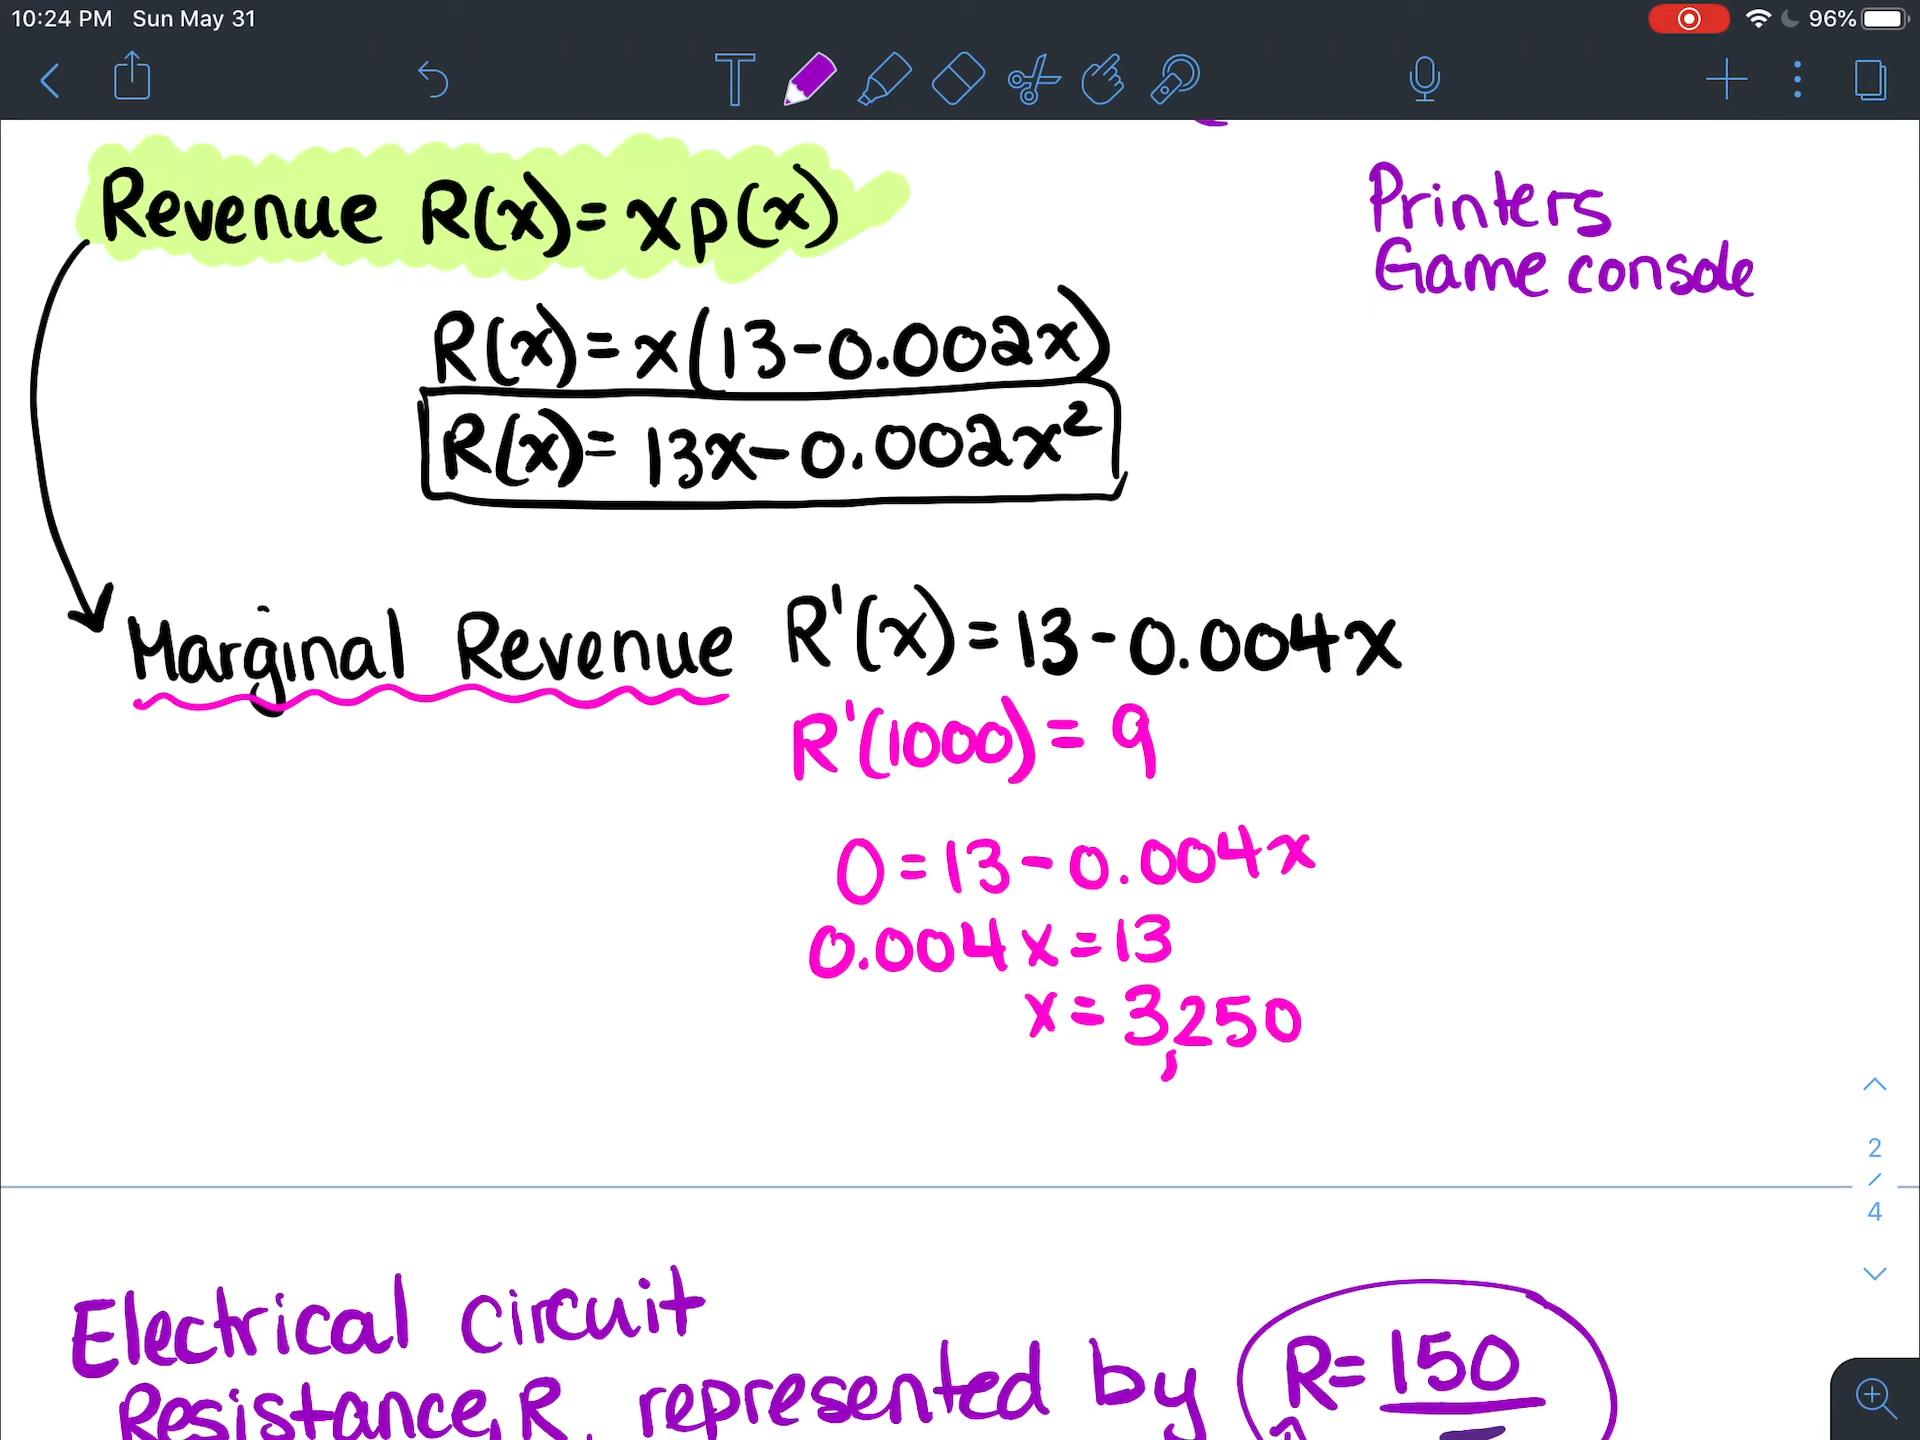 10:24 PM Sun May 31
96%
Revenue R(x)= xp(x)
Printers
Game console
R(x)= x(13-0.002x)
R(x)= 13x-0.002x²
Marginal Revenue R'(x)=13-0.004x
R'(1000)= 9
0=13-0.004x
0.004x=13
x=3,250
2
/
4
Electrical circuit
Resistance, R, represented by R=150